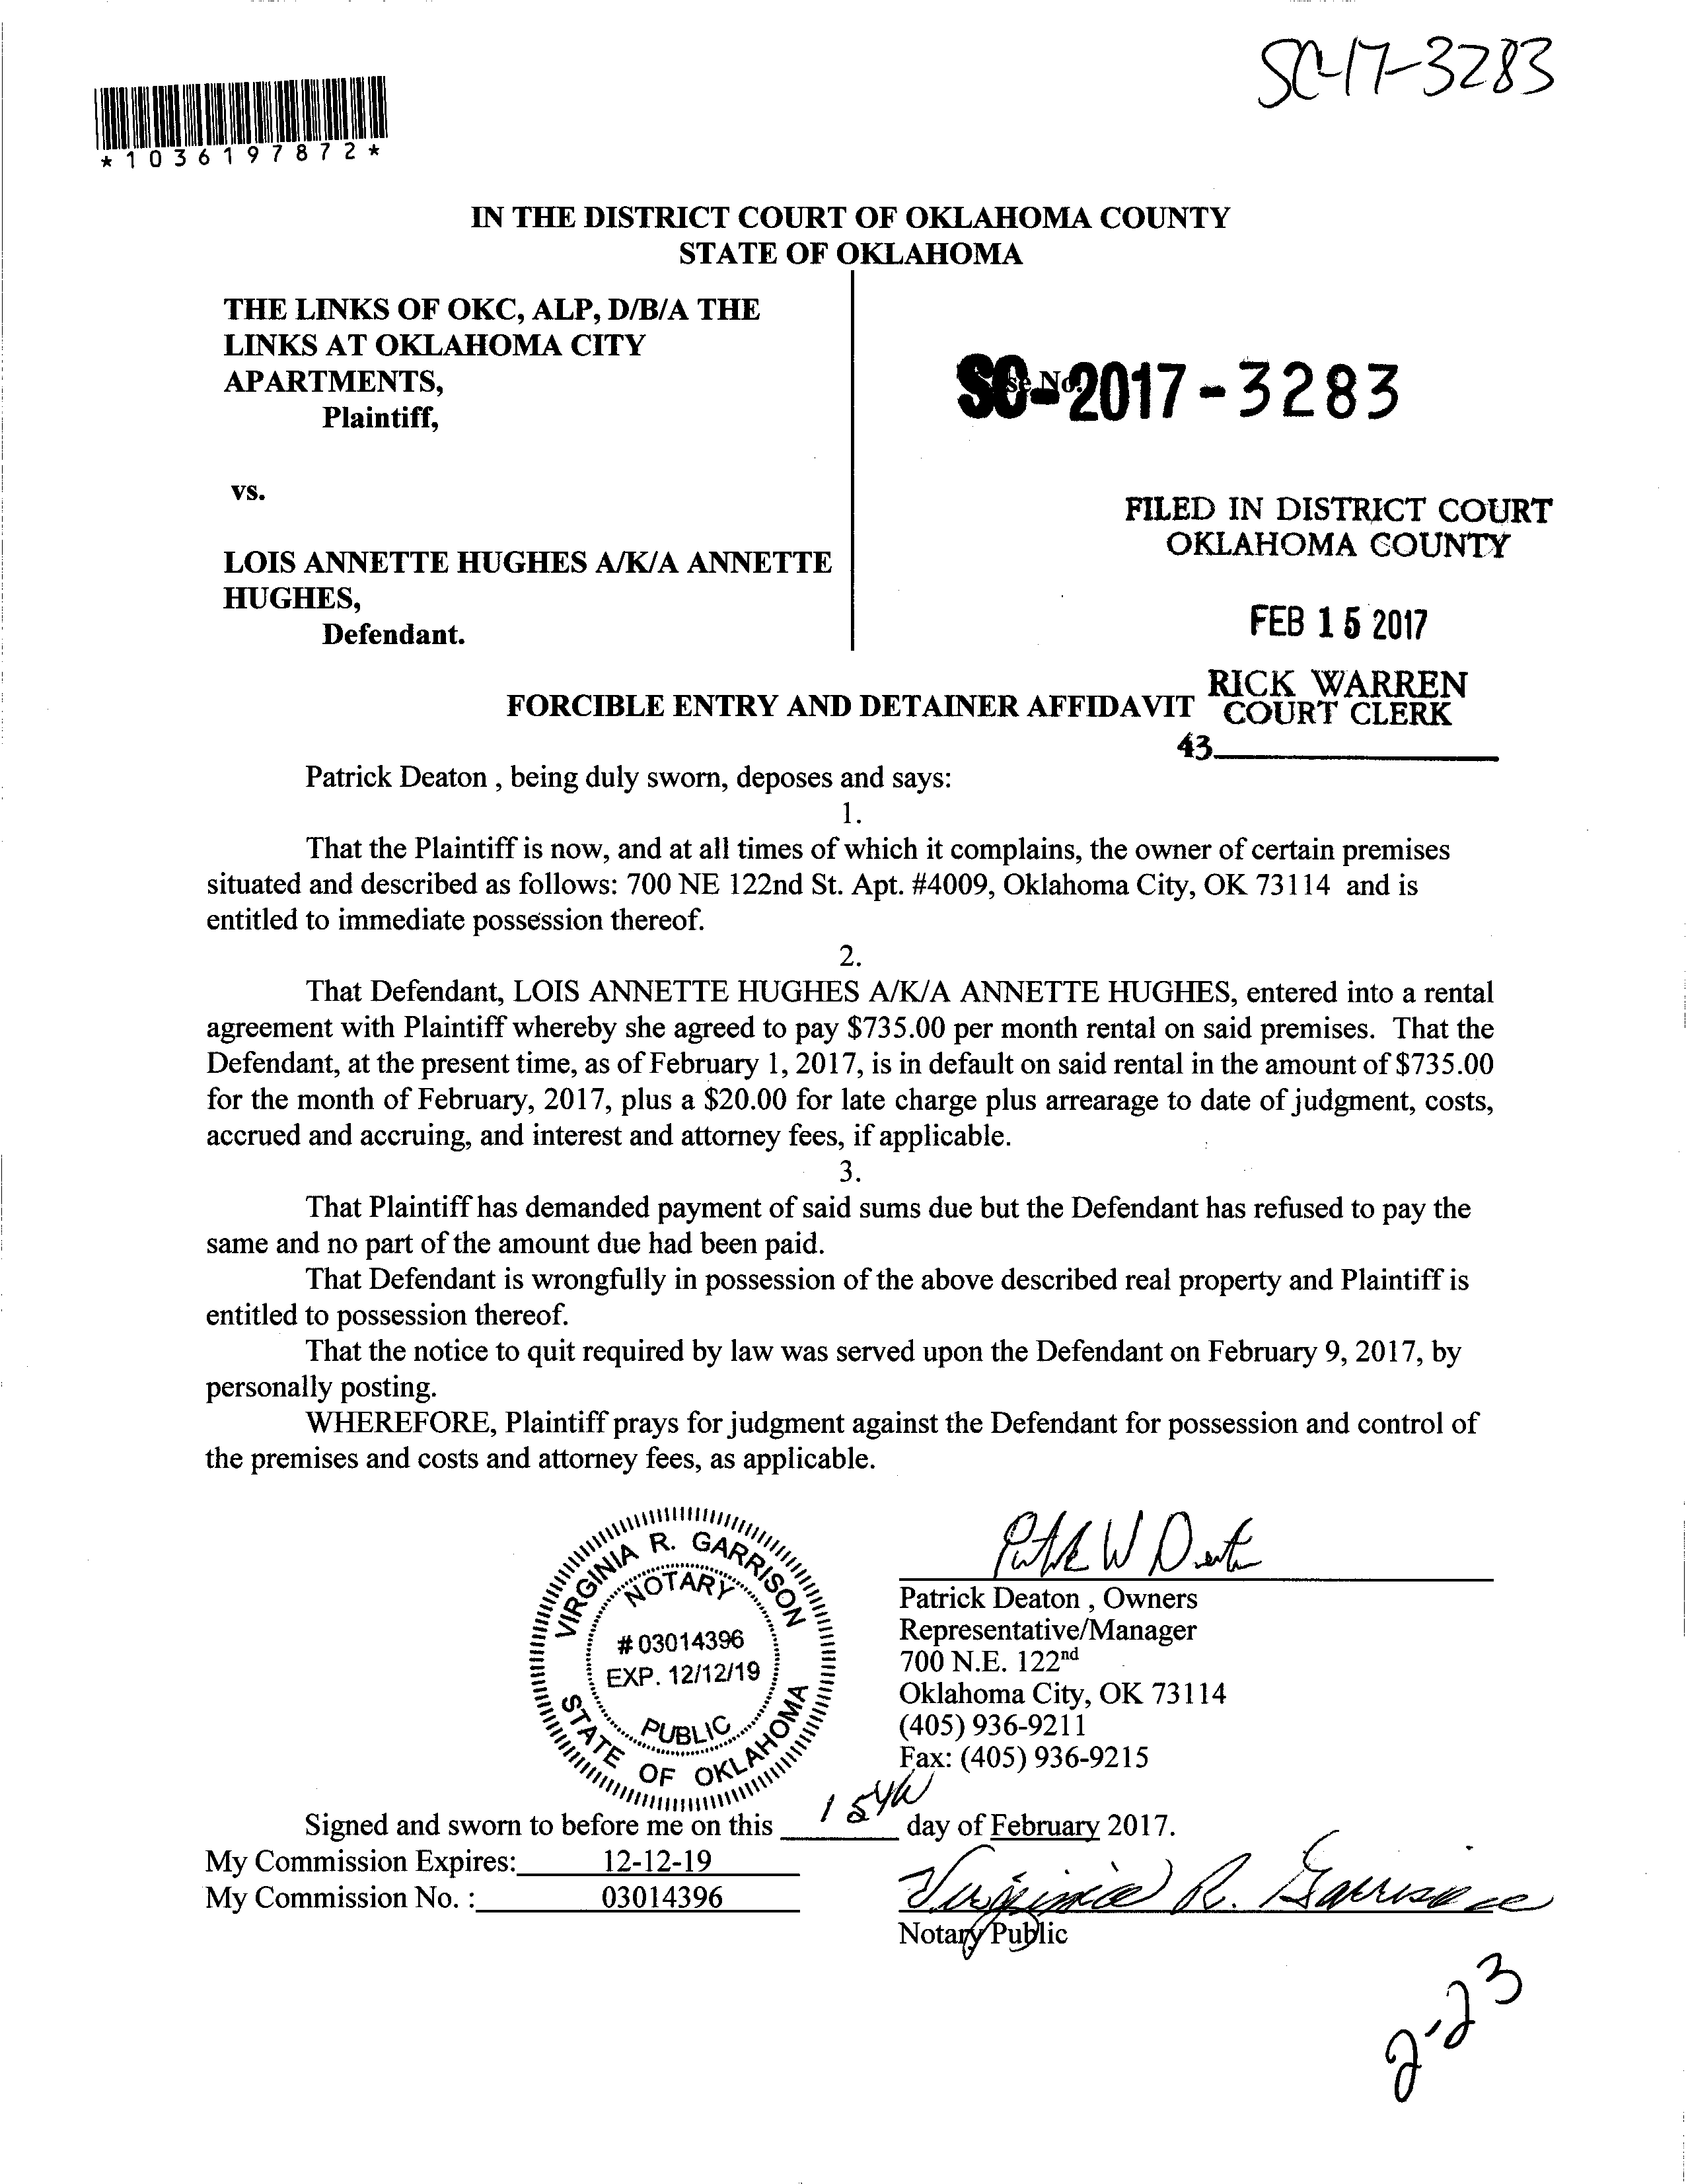 SC-17-3283
*1036197872*
IN THE DISTRICT COURT OF OKLAHOMA COUNTY
STATE OF OKLAHOMA
THE LINKS OF OKC, ALP, D/B/A THE
LINKS AT OKLAHOMA CITY
APARTMENTS,
Plaintiff,
SC-2017-3283
vs.
FILED IN DISTRICT COURT
OKLAHOMA COUNTY
LOIS ANNETTE HUGHES A/K/A ANNETTE
HUGHES,
Defendant.
FEB 15 2017
RICK WARREN
COURT CLERK
FORCIBLE ENTRY AND DETAINER AFFIDAVIT
43
Patrick Deaton , being duly sworn, deposes and says:
1.
That the Plaintiff is now, and at all times of which it complains, the owner of certain premises
situated and described as follows: 700 NE 122nd St. Apt. #4009, Oklahoma City, OK 73114 and is
entitled to immediate possession thereof.
2.
That Defendant, LOIS ANNETTE HUGHES A/K/A ANNETTE HUGHES, entered into a rental
agreement with Plaintiff whereby she agreed to pay $735.00 per month rental on said premises. That the
Defendant, at the present time, as of February 1, 2017, is in default on said rental in the amount of $735.00
for the month of February, 2017, plus a $20.00 for late charge plus arrearage to date of judgment, costs,
accrued and accruing, and interest and attorney fees, if applicable.
3.
That Plaintiff has demanded payment of said sums due but the Defendant has refused to pay the
same and no part of the amount due had been paid.
That Defendant is wrongfully in possession of the above described real property and Plaintiff is
entitled to possession thereof.
That the notice to quit required by law was served upon the Defendant on February 9, 2017, by
personally posting.
WHEREFORE, Plaintiff prays for judgment against the Defendant for possession and control of
the premises and costs and attorney fees, as applicable.
VIRGINIA R. GARRISON
NOTARY
# 03014396
EXP. 12/12/19
PUBLIC
STATE OF OKLAHOMA
Patrick W Deaton
Patrick Deaton , Owners
Representative/Manager
700 N.E. 122nd
Oklahoma City, OK 73114
(405) 936-9211
Fax: (405) 936-9215
Signed and sworn to before me on this 15th day of February 2017.
My Commission Expires: 12-12-19
My Commission No. : 03014396
Virginia R. Garrison
Notary Public
2-23